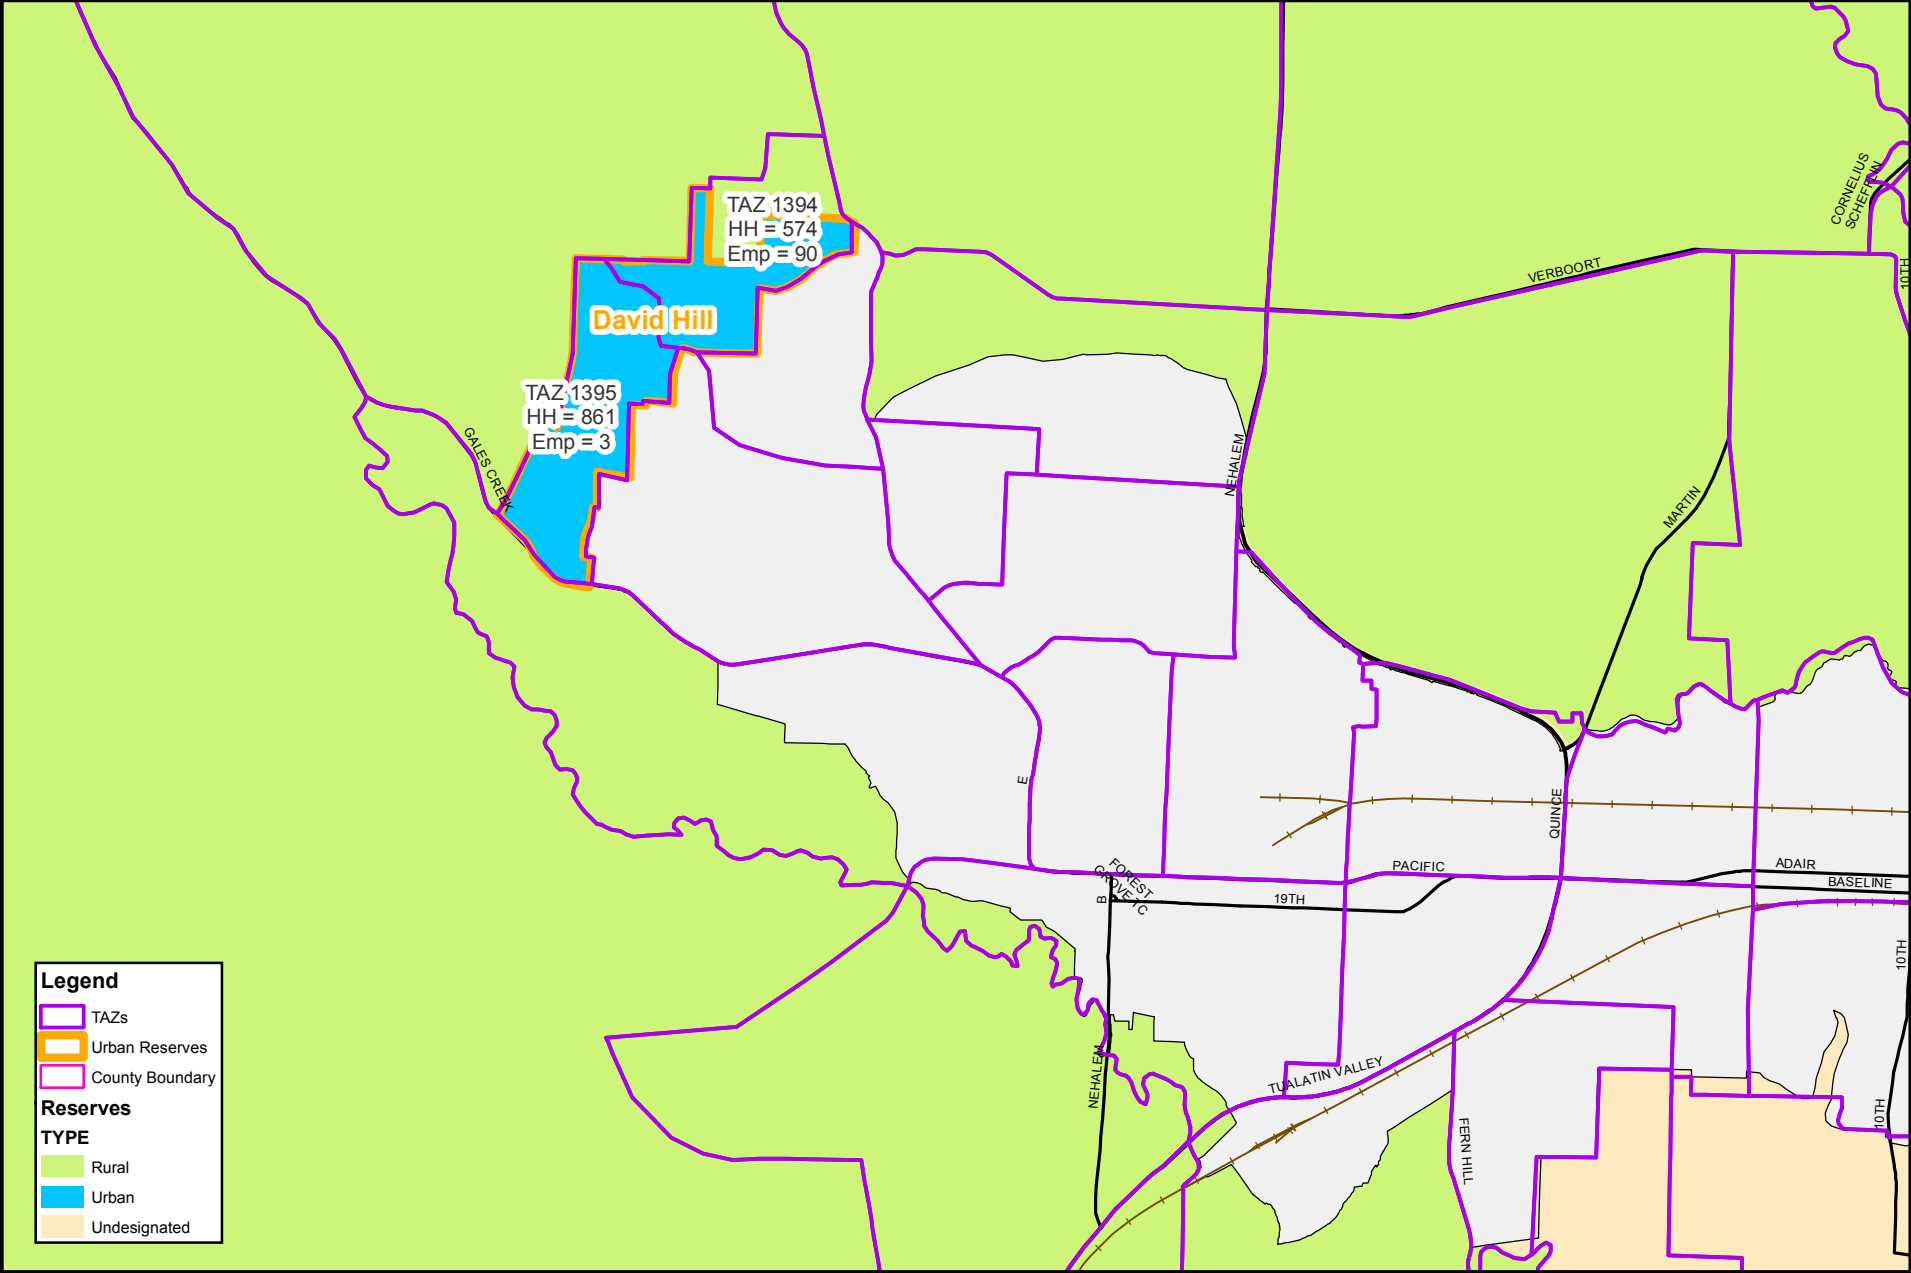 TAZ 1394
HH = 574
Emp = 90
David Hill
TAZ 1395
HH = 861
Emp = 3
GALES CREEK
NEHALEM
VERBOORT
CORNELIUS
SCHEFFLIN
10TH
MARTIN
E
QUINCE
PACIFIC
ADAIR
BASELINE
FOREST
GROVE TC
B
19TH
10TH
NEHALEM
TUALATIN VALLEY
FERN HILL
10TH
Legend
TAZs
Urban Reserves
County Boundary
Reserves
TYPE
Rural
Urban
Undesignated